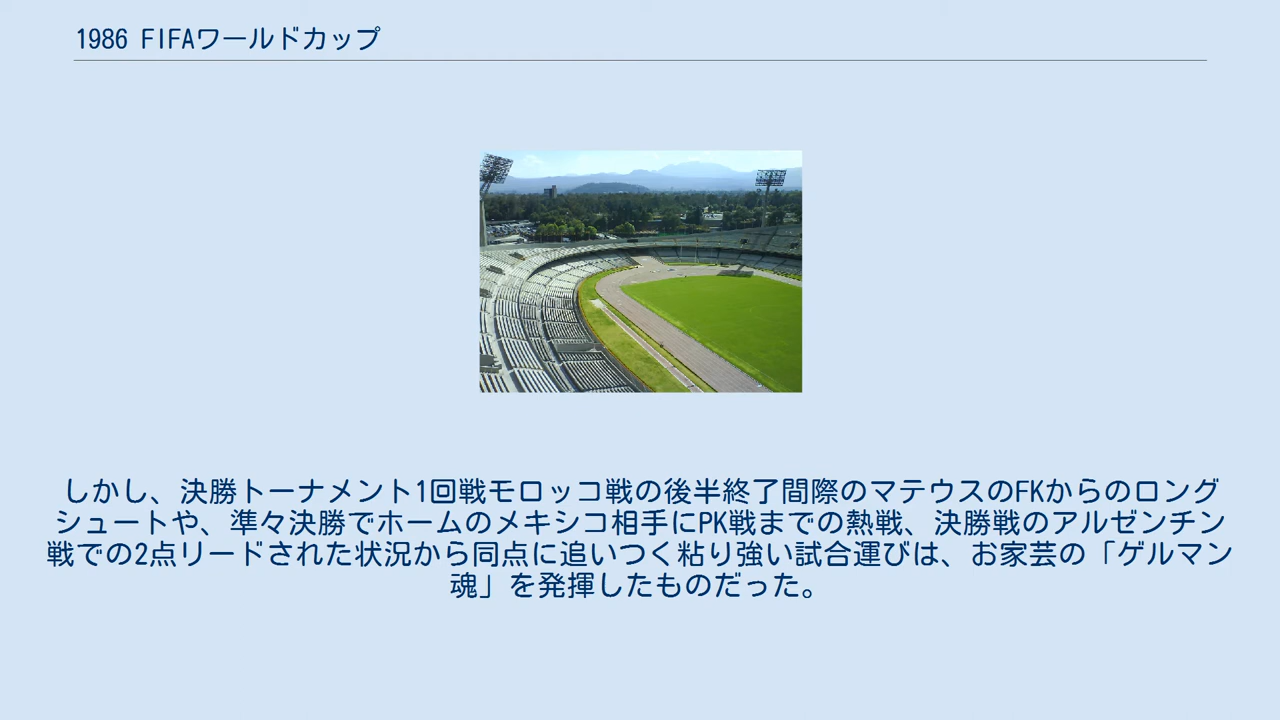 1986 FIFAワールドカップ
しかし、決勝トーナメント1回戦モロッコ戦の後半終了間際のマテウスのFKからのロング
シュートや、準々決勝でホームのメキシコ相手にPK戦までの熱戦、決勝戦のアルゼンチン
戦での2点リードされた状況から同点に追いつく粘り強い試合運びは、お家芸の「ゲルマン
魂」を発揮したものだった。